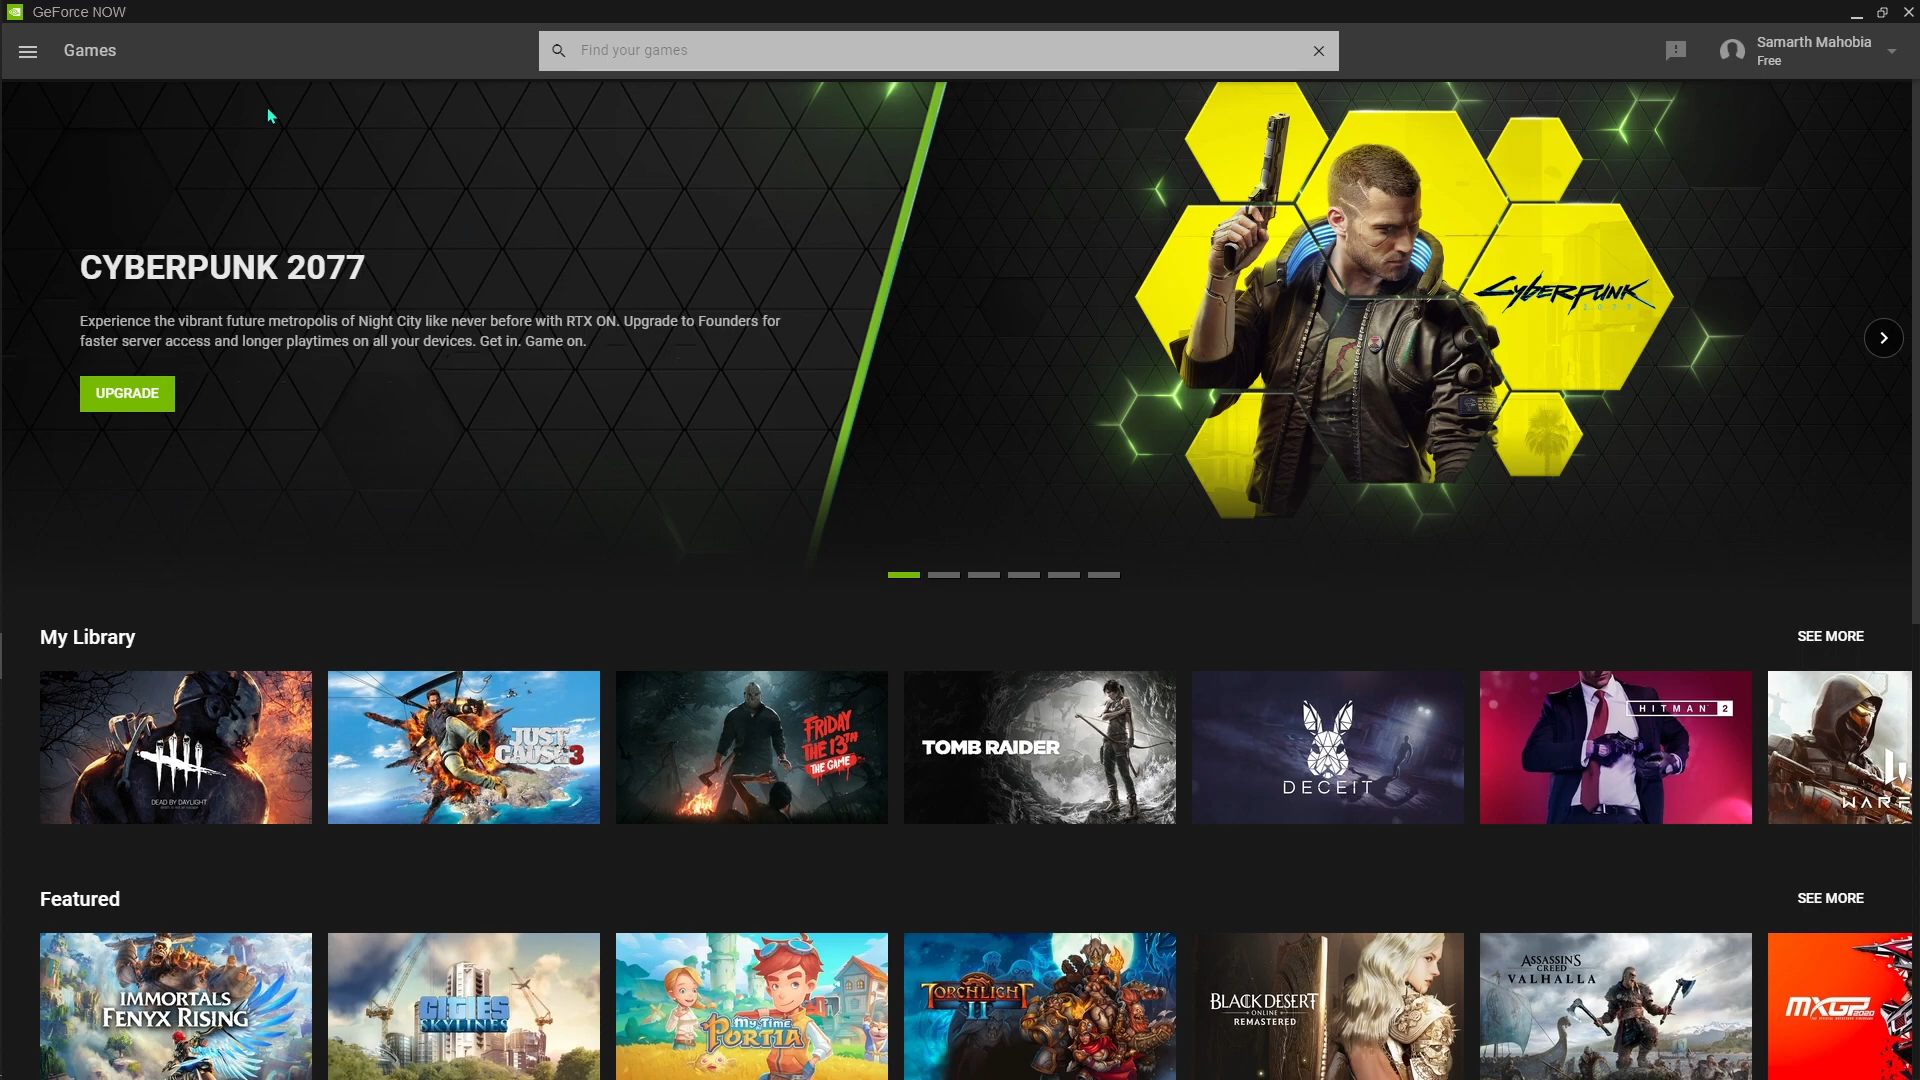 GeForce NOW
Games
Find your games
Samarth Mahobia
Free
CYBERPUNK 2077
Experience the vibrant future metropolis of Night City like never before with RTX ON. Upgrade to Founders for
faster server access and longer playtimes on all your devices. Get in. Game on.
UPGRADE
CYBERPUNK
2077
My Library
SEE MORE
DEAD BY DAYLIGHT
JUST
CAUSE 3
FRIDAY
THE 13TH
THE GAME
TOMB RAIDER
DECEIT
HITMAN 2
Featured
SEE MORE
IMMORTALS
FENYX RISING
CITIES
SKYLINES
My Time
PORTIA
TORCHLIGHT
II
BLACK DESERT
ONLINE
REMASTERED
ASSASSIN'S
CREED
VALHALLA
MXGP 2020